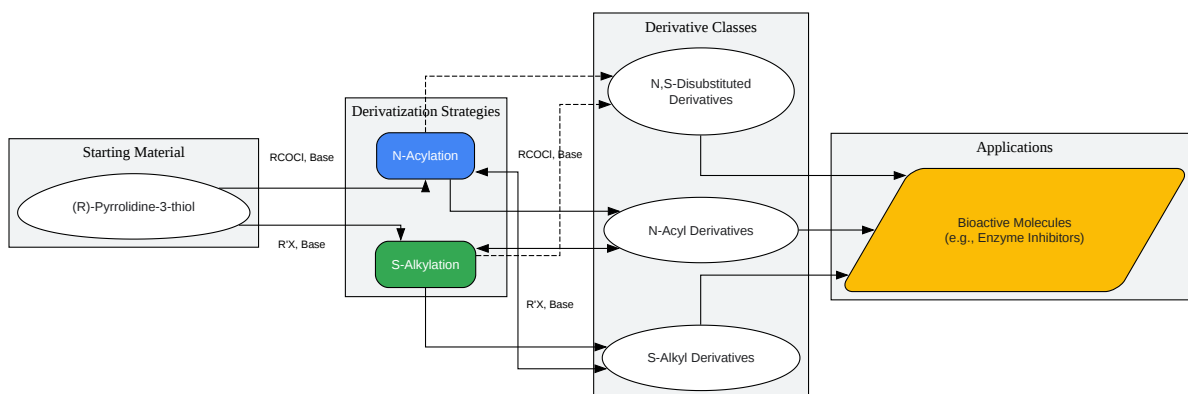 Starting Material
(R)-Pyrrolidine-3-thiol
RCOCl, Base
R'X, Base
Derivatization Strategies
N-Acylation
S-Alkylation
RCOCl, Base
R'X, Base
Derivative Classes
N,S-Disubstituted
Derivatives
N-Acyl Derivatives
S-Alkyl Derivatives
Applications
Bioactive Molecules
(e.g., Enzyme Inhibitors)